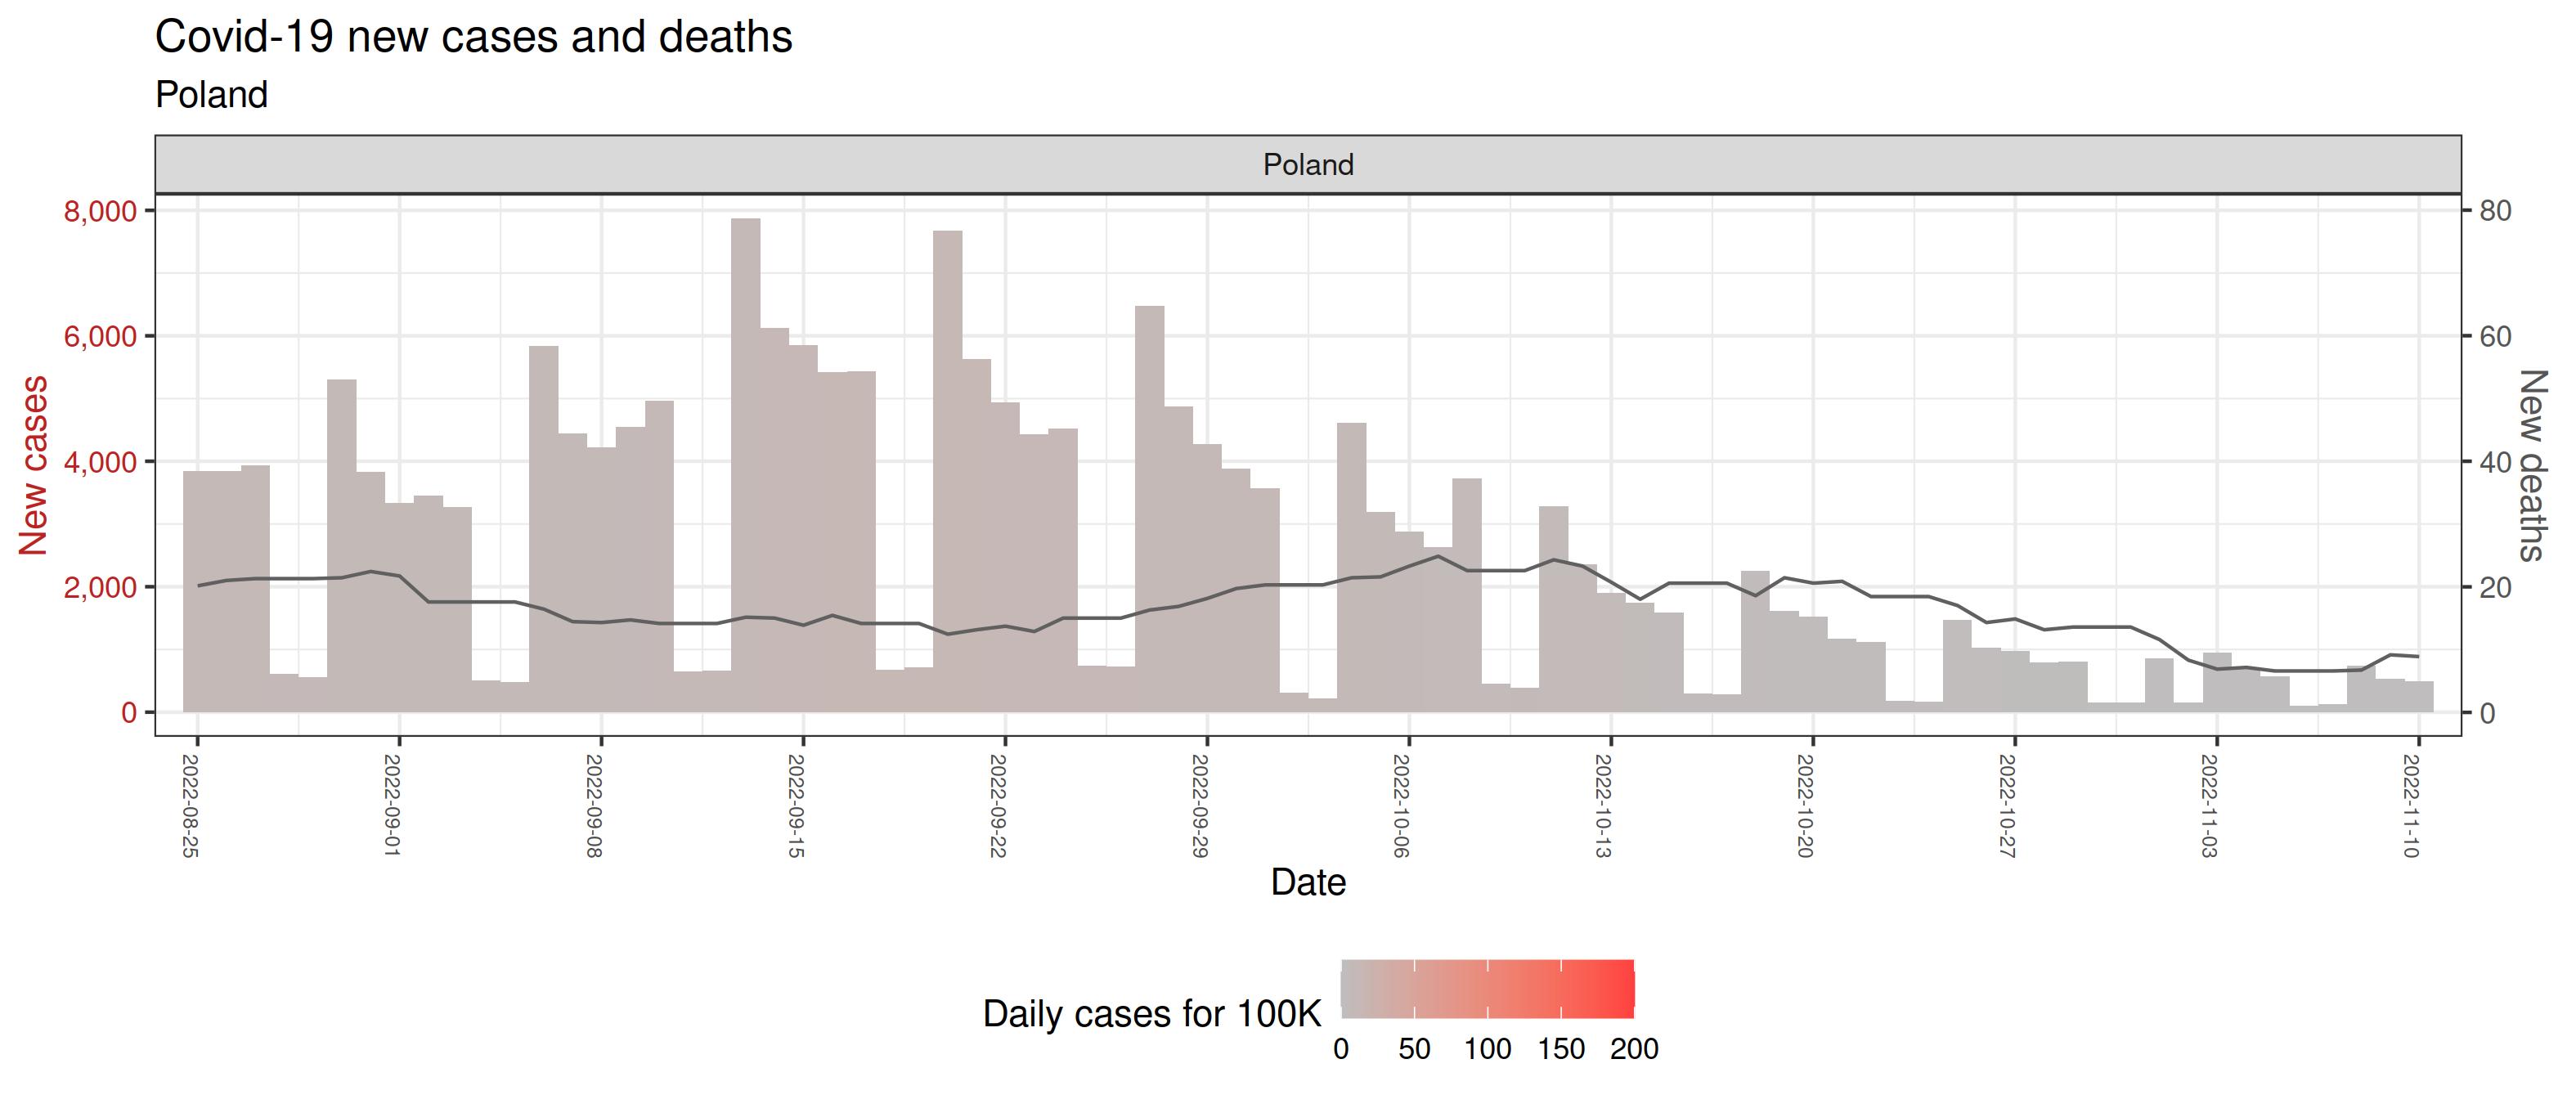 Covid-19 new cases and deaths
Poland
Poland
New cases
8,000
6,000
4,000
2,000
0
80
60
40
20
0
New deaths
2022-08-25
2022-09-01
2022-09-08
2022-09-15
2022-09-22
2022-09-29
2022-10-06
2022-10-13
2022-10-20
2022-10-27
2022-11-03
2022-11-10
Date
Daily cases for 100K
0 50 100 150 200